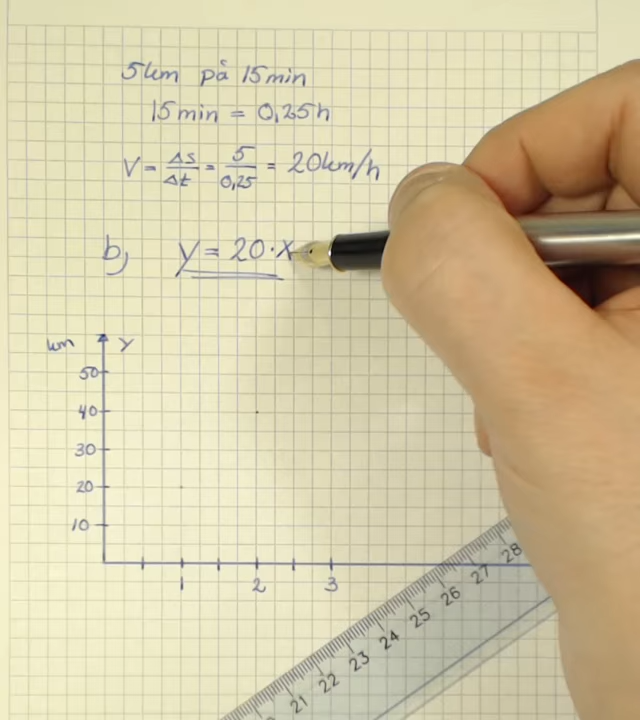 5km på 15min
15min = 0,25h
V = Δs/Δt = 5/0,25 = 20km/h
b) y = 20·x
km y
50
40
30
20
10
1 2 3
21 22 23 24 25 26 27 28